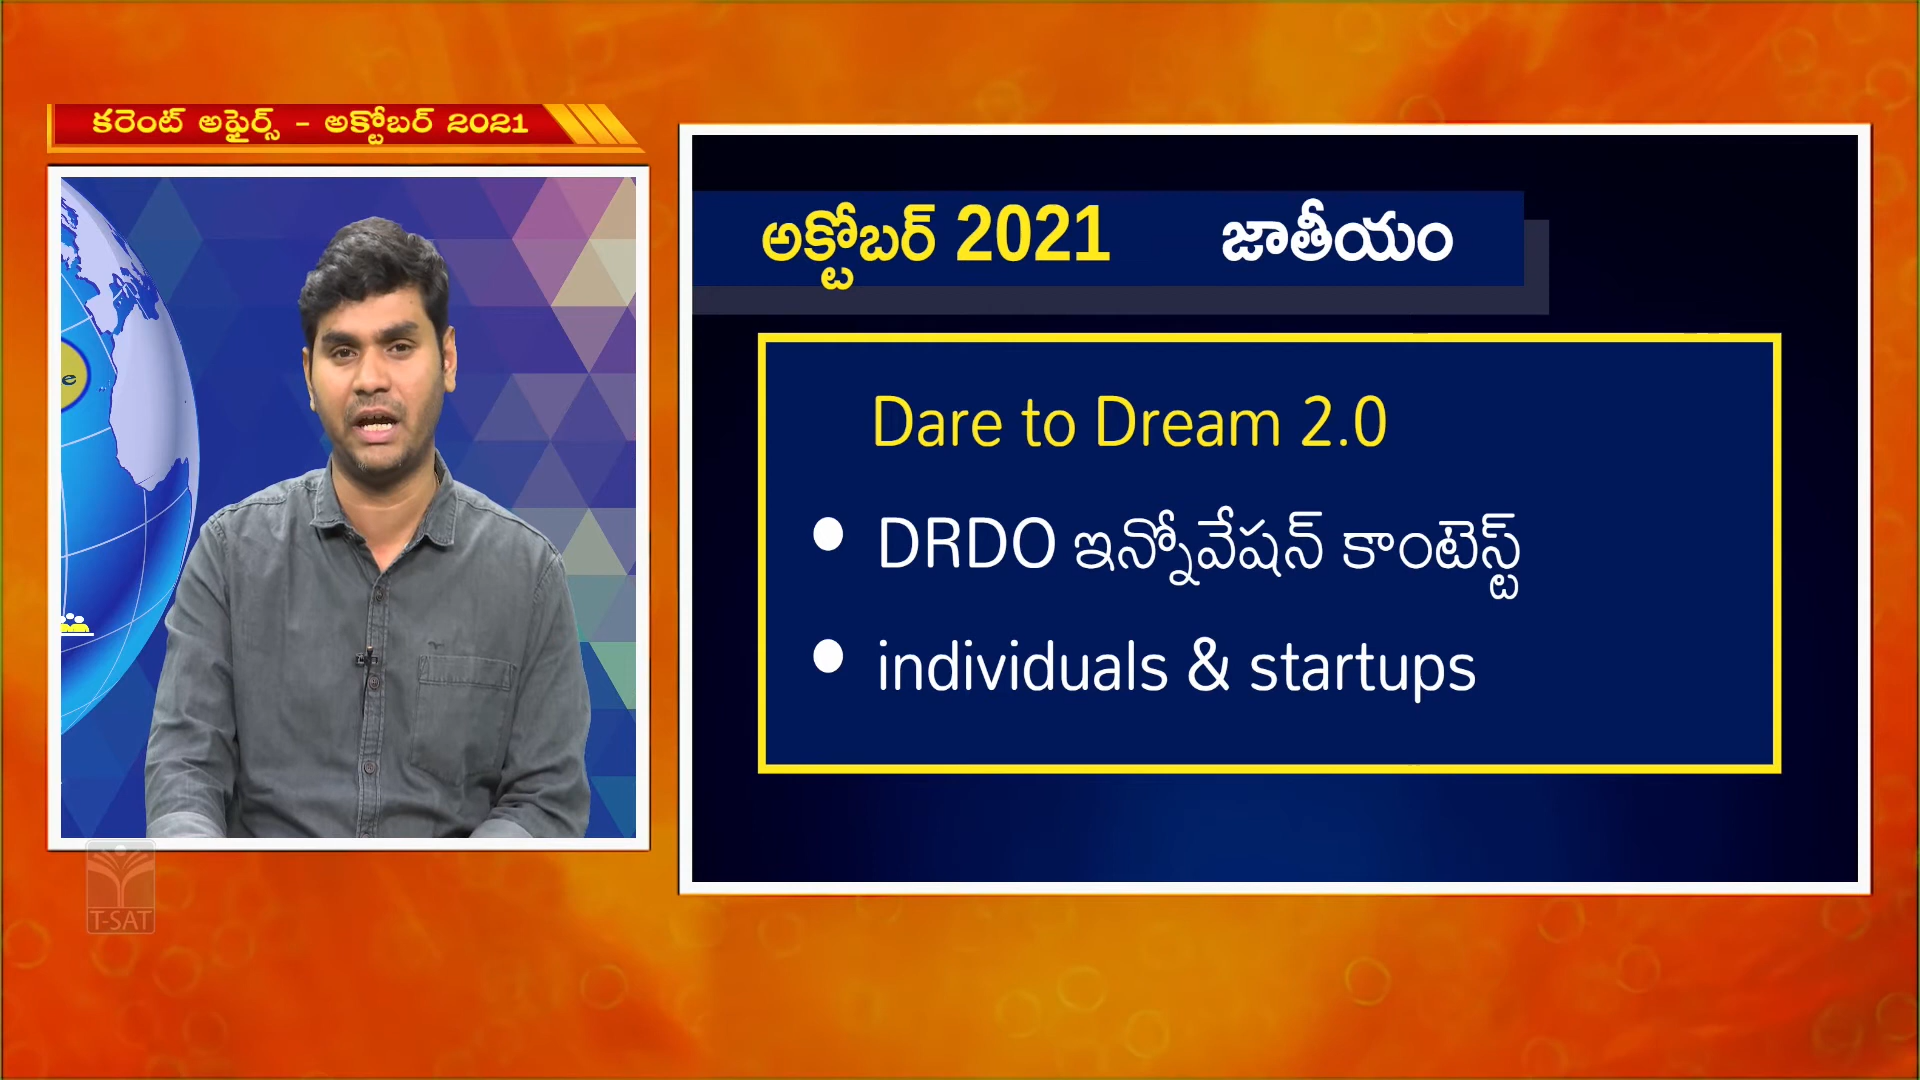 కరెంట్ అఫైర్స్ - అక్టోబర్ 2021
అక్టోబర్ 2021 జాతీయం
Dare to Dream 2.0
DRDO ఇన్నోవేషన్ కాంటెస్ట్
individuals & startups
e
T-SAT